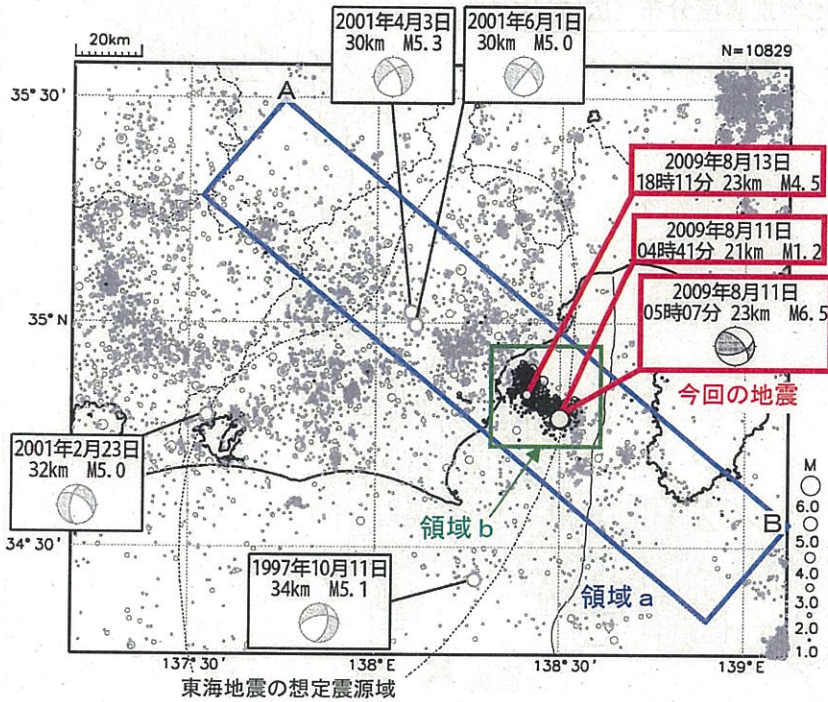 20km
2001年4月3日
30km M5.3
2001年6月1日
30km M5.0
N=10829
35°30'
A
2009年8月13日
18時11分 23km M4.5
2009年8月11日
04時41分 21km M1.2
2009年8月11日
05時07分 23km M6.5
今回の地震
35°N
2001年2月23日
32km M5.0
領域b
B
34°30'
1997年10月11日
34km M5.1
領域a
M
6.0
5.0
4.0
3.0
2.0
1.0
137°30'
138°
138°30'
139°E
東海地震の想定震源域